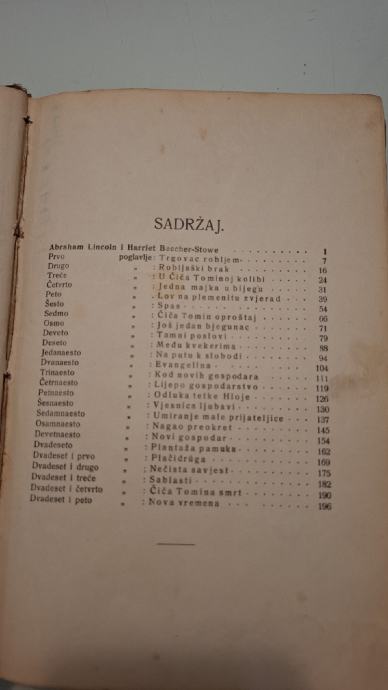 SADRŽAJ.
Abraham Lincoln i Harriet Beecher-Stowe . . . . . . . . . . 1
Prvo poglavlje : Trgovac robljem . . . . . . . . . 7
Drugo „ : Robljaški brak . . . . . . . . . . 16
Treće „ : U Čiča Tominoj kolibi . . . . . . . 24
Četvrto „ : Jedna majka u bijegu . . . . . . . 31
Peto „ : Lov na plemenitu zvjerad . . . . . 39
Šesto „ : Spas . . . . . . . . . . . . . . 54
Sedmo „ : Čiča Tomin oproštaj . . . . . . . 66
Osmo „ : Još jedan bjegunac . . . . . . . . 71
Deveto „ : Tamni poslovi . . . . . . . . . . 79
Deseto „ : Među kvekerima . . . . . . . . . 88
Jedanaesto „ : Na putu k slobodi . . . . . . . . 94
Dvanaesto „ : Evangelina . . . . . . . . . . . 104
Trinaesto „ : Kod novih gospodara . . . . . . . 111
Četrnaesto „ : Lijepo gospodarstvo . . . . . . . 119
Petnaesto „ : Odluka tetke Hloje . . . . . . . . 126
Šesnaesto „ : Vjesnica ljubavi . . . . . . . . . 130
Sedamnaesto „ : Umiranje male prijateljice . . . . 137
Osamnaesto „ : Nagao preokret . . . . . . . . . 145
Devetnaesto „ : Novi gospodar . . . . . . . . . . 154
Dvadeseto „ : Plantaža pamuka . . . . . . . . . 162
Dvadeset i prvo „ : Plačidruga . . . . . . . . . . . 169
Dvadeset i drugo „ : Nečista savjest . . . . . . . . . 175
Dvadeset i treće „ : Sablasti . . . . . . . . . . . . 182
Dvadeset i četvrto „ : Čiča Tomina smrt . . . . . . . . 190
Dvadeset i peto „ : Nova vremena . . . . . . . . . . 196